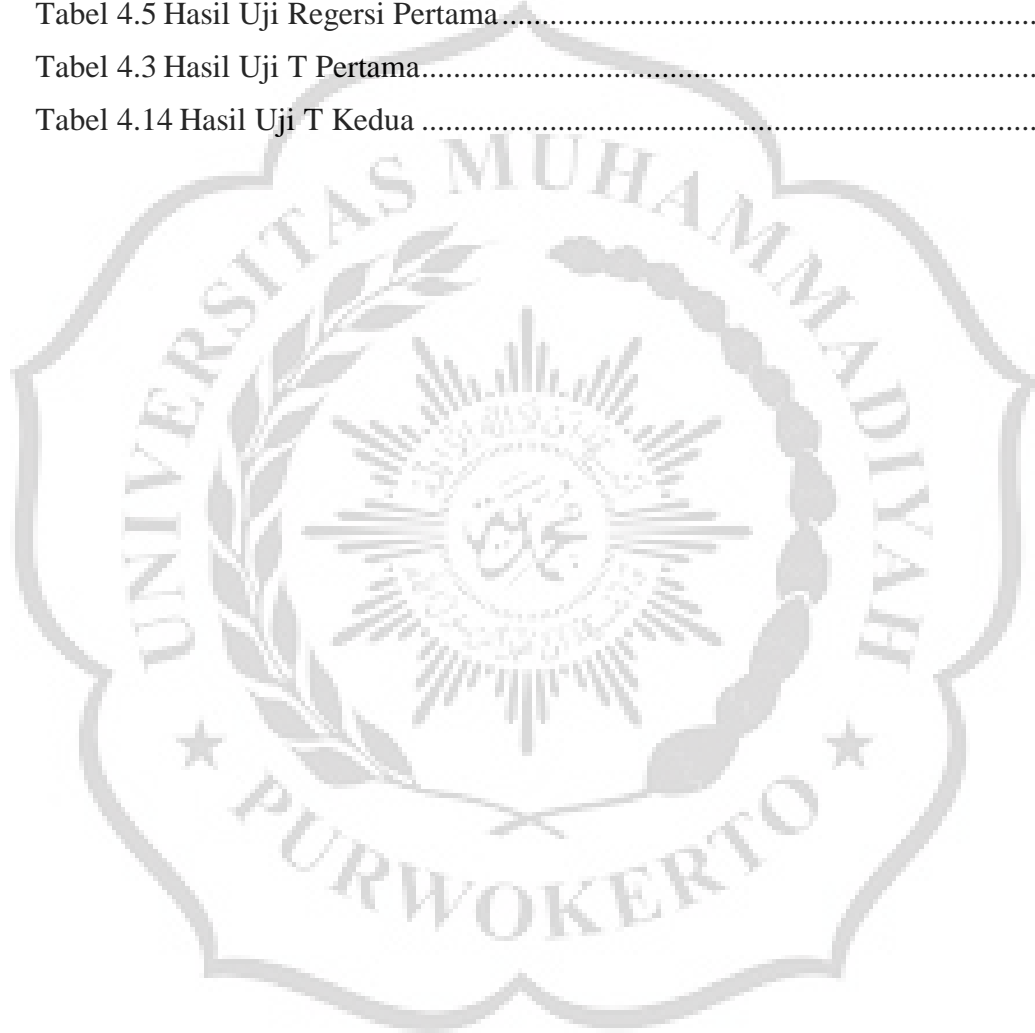 Tabel 4.5 Hasil Uji Regersi Pertama
Tabel 4.3 Hasil Uji T Pertama
Tabel 4.14 Hasil Uji T Kedua
UNIVERSITAS MUHAMMADIYAH
PURWOKERTO